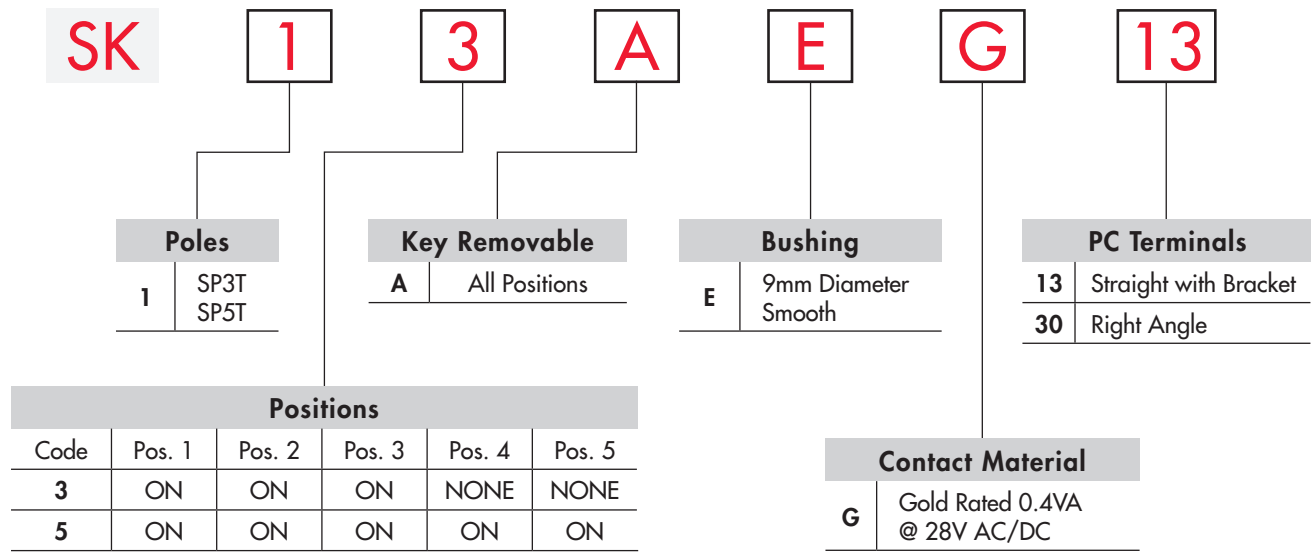 SK 1 3 A E G 13
Poles
1 SP3T
SP5T
Key Removable
A All Positions
Bushing
E 9mm Diameter
Smooth
PC Terminals
13 Straight with Bracket
30 Right Angle
Positions
Code Pos. 1 Pos. 2 Pos. 3 Pos. 4 Pos. 5
3 ON ON ON NONE NONE
5 ON ON ON ON ON
Contact Material
G Gold Rated 0.4VA
@ 28V AC/DC